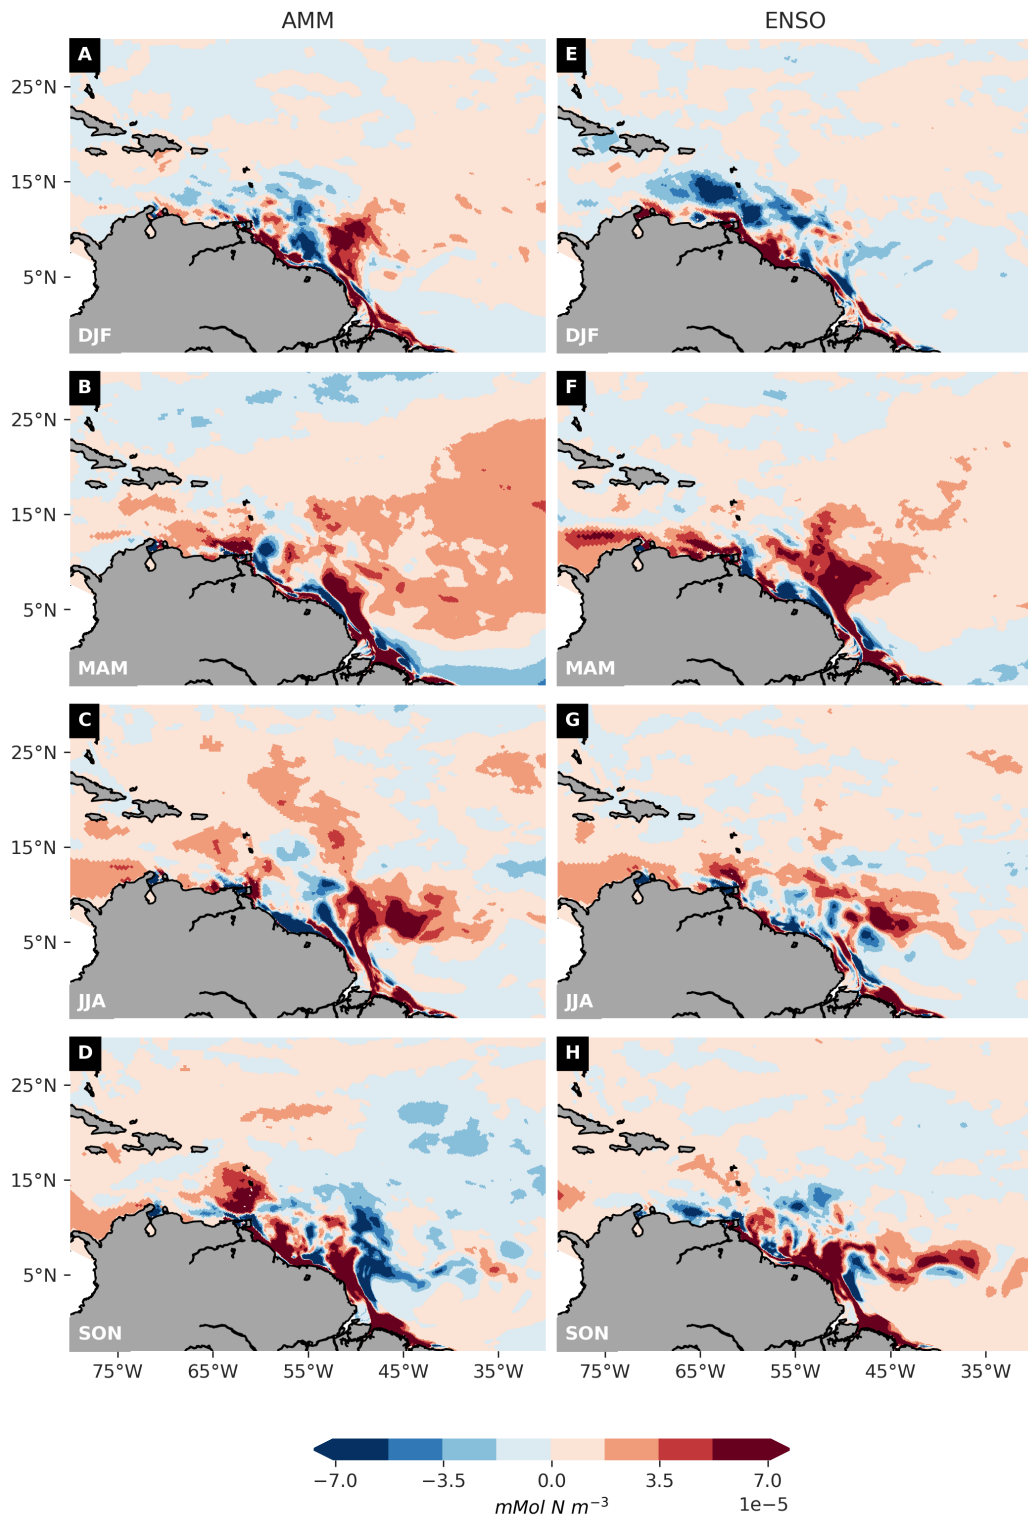 AMM ENSO
A E
25°N
15°N
5°N
DJF DJF
B F
25°N
15°N
5°N
MAM MAM
C G
25°N
15°N
5°N
JJA JJA
D H
25°N
15°N
5°N
SON SON
75°W 65°W 55°W 45°W 35°W 75°W 65°W 55°W 45°W 35°W
−7.0 −3.5 0.0 3.5 7.0
mMol N m⁻³ 1e−5